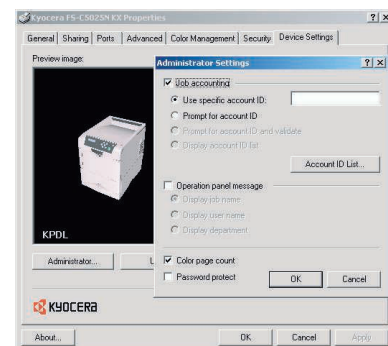 Kyocera FS-C5025N KX Properties
General Sharing Ports Advanced Color Management Security Device Settings
Preview image:
KPDL
Administrator...
KYOCERA
About...
OK Cancel Apply
Administrator Settings
Job accounting
Use specific account ID:
Prompt for account ID
Prompt for account ID and validate
Display account ID list
Account ID List...
Operation panel message
Display job name
Display user name
Display department
Color page count
Password protect
OK Cancel